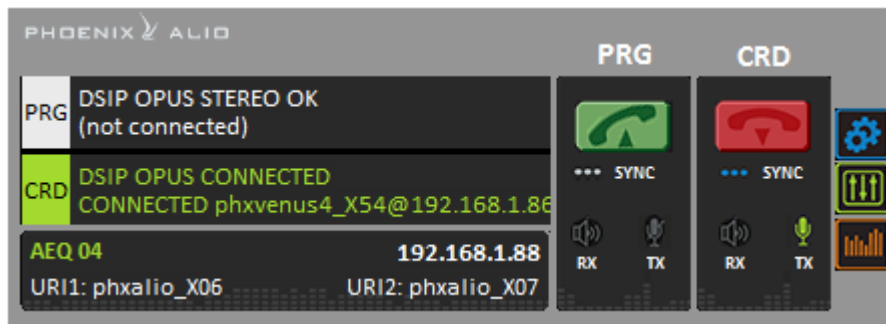 PHOENIX ALIO
PRG CRD
PRG DSIP OPUS STEREO OK
(not connected)
CRD DSIP OPUS CONNECTED
CONNECTED phxvenus4_X54@192.168.1.86
SYNC SYNC
AEQ 04 192.168.1.88
RX TX RX TX
URI1: phxalio_X06 URI2: phxalio_X07